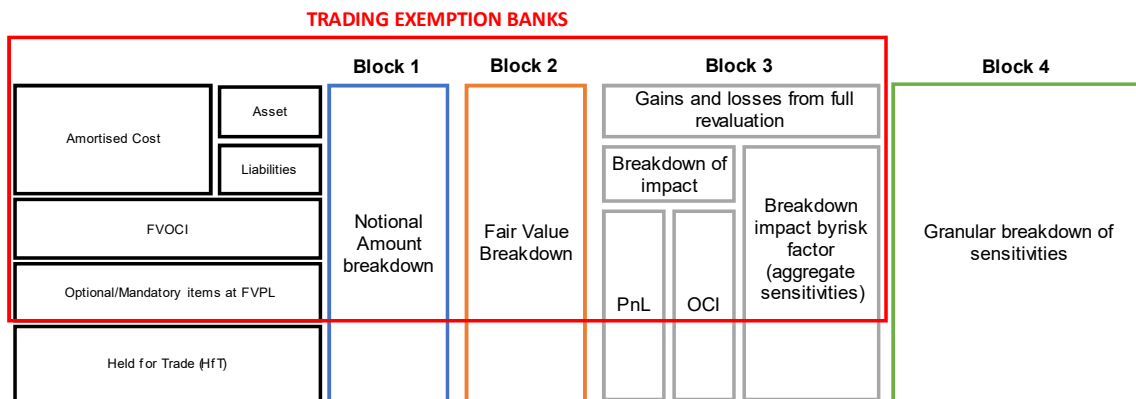 TRADING EXEMPTION BANKS
Block 1
Block 2
Block 3
Block 4
Amortised Cost
Asset
Liabilities
FVOCI
Optional/Mandatory items at FVPL
Held for Trade (HfT)
Notional
Amount
breakdown
Fair Value
Breakdown
Gains and losses from full
revaluation
Breakdown of
impact
PnL
OCI
Breakdown
impact byrisk
factor
(aggregate
sensitivities)
Granular breakdown of
sensitivities